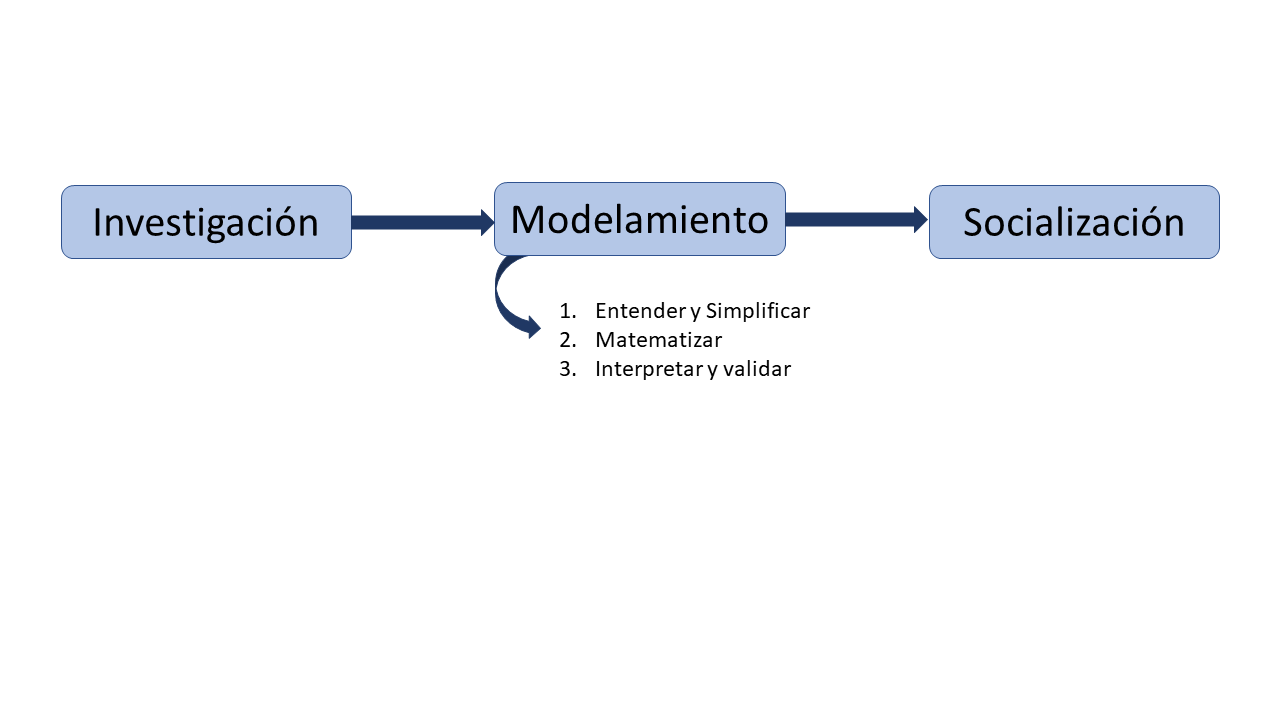 Investigación
Modelamiento
Socialización
1. Entender y Simplificar
2. Matematizar
3. Interpretar y validar